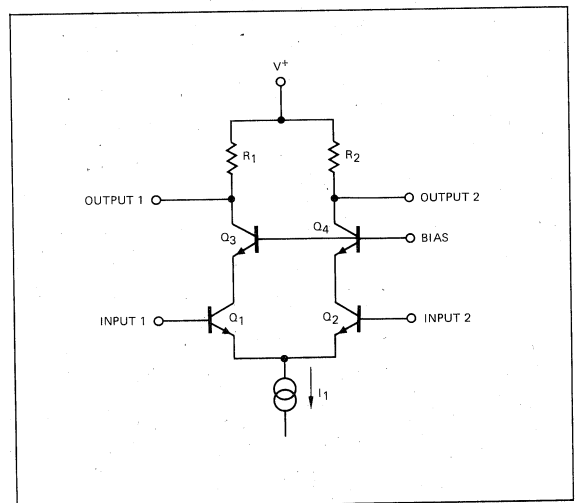 V+
R1
R2
OUTPUT 1
OUTPUT 2
Q3
Q4
BIAS
INPUT 1
Q1
Q2
INPUT 2
I1